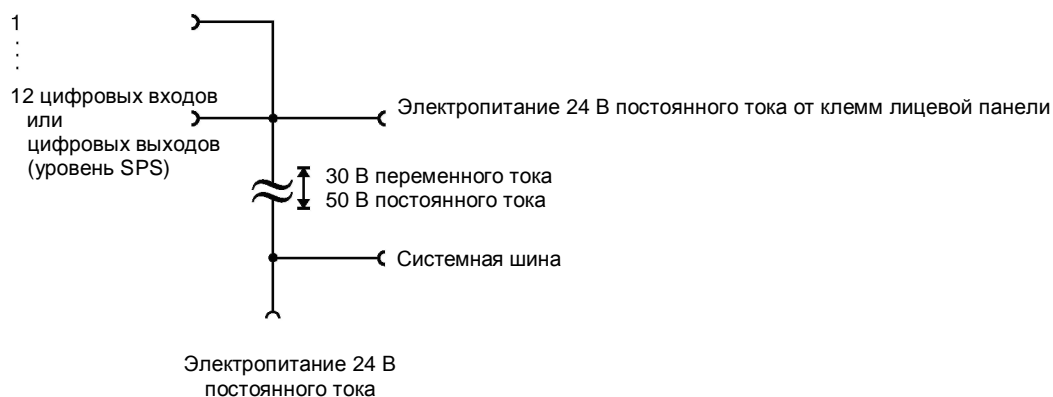 1
12 цифровых входов
или
цифровых выходов
(уровень SPS)
Электропитание 24 В постоянного тока от клемм лицевой панели
30 В переменного тока
50 В постоянного тока
Системная шина
Электропитание 24 В
постоянного тока